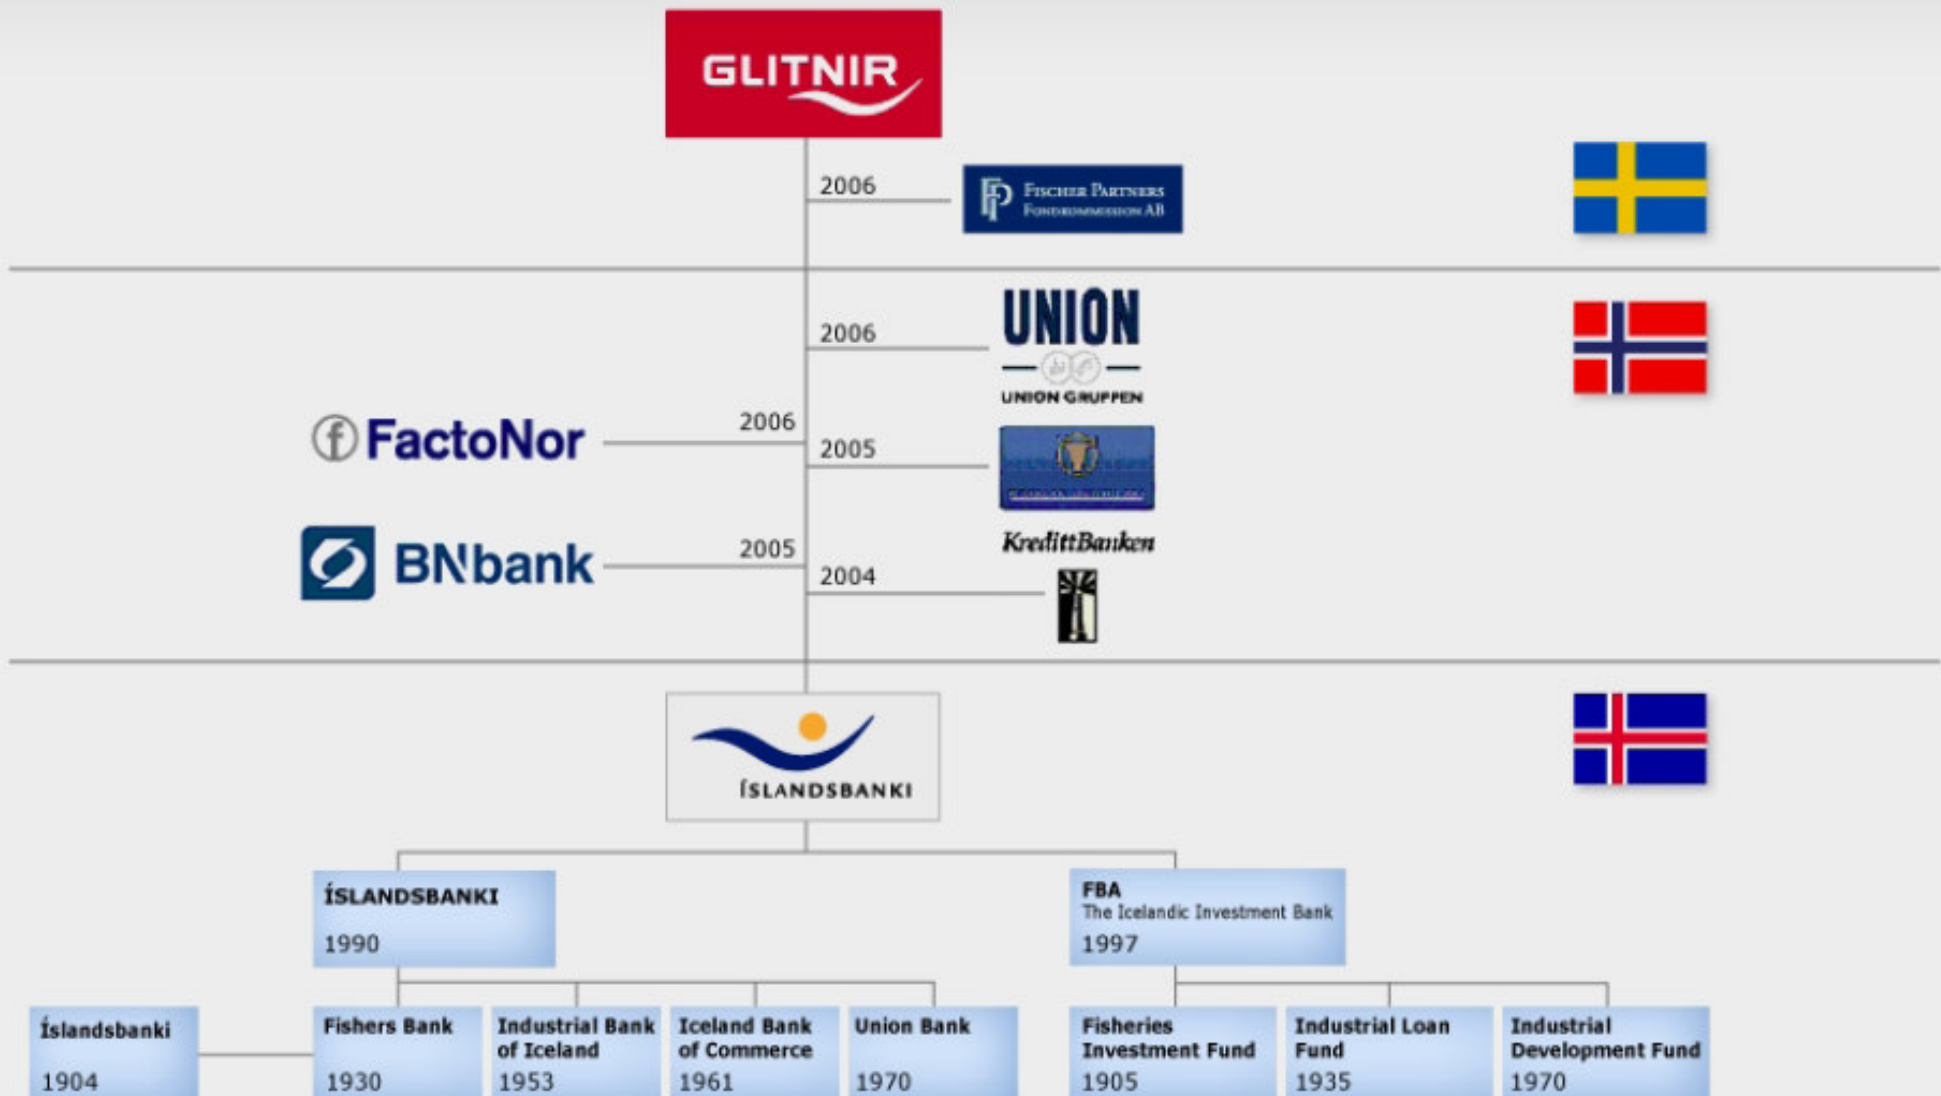 GLITNIR
2006
FISCHER PARTNERS
FONDKOMMISSION AB
2006
UNION
UNION GRUPPEN
2006
FactoNor
2005
KredittBanken
2005
BNbank
2004
ÍSLANDSBANKI
ÍSLANDSBANKI
1990
FBA
The Icelandic Investment Bank
1997
Íslandsbanki
1904
Fishers Bank
1930
Industrial Bank
of Iceland
1953
Iceland Bank
of Commerce
1961
Union Bank
1970
Fisheries
Investment Fund
1905
Industrial Loan
Fund
1935
Industrial
Development Fund
1970